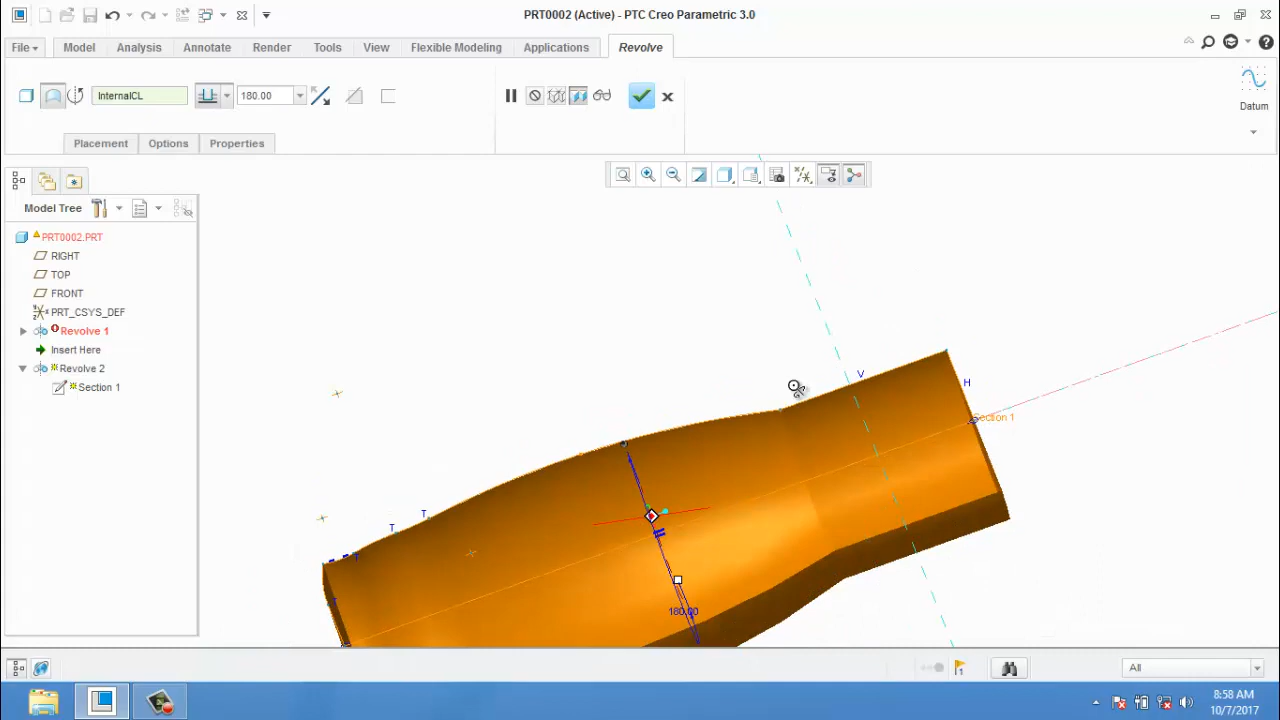 PRT0002 (Active) - PTC Creo Parametric 3.0
File Model Analysis Annotate Render Tools View Flexible Modeling Applications Revolve
InternalCL 180.00 Datum
Placement Options Properties
Model Tree
PRT0002.PRT
RIGHT
TOP
FRONT
PRT_CSYS_DEF
Revolve 1
Insert Here
Revolve 2
Section 1
V
H
Section 1
T T
T
180.00
1 All
8:58 AM
10/7/2017